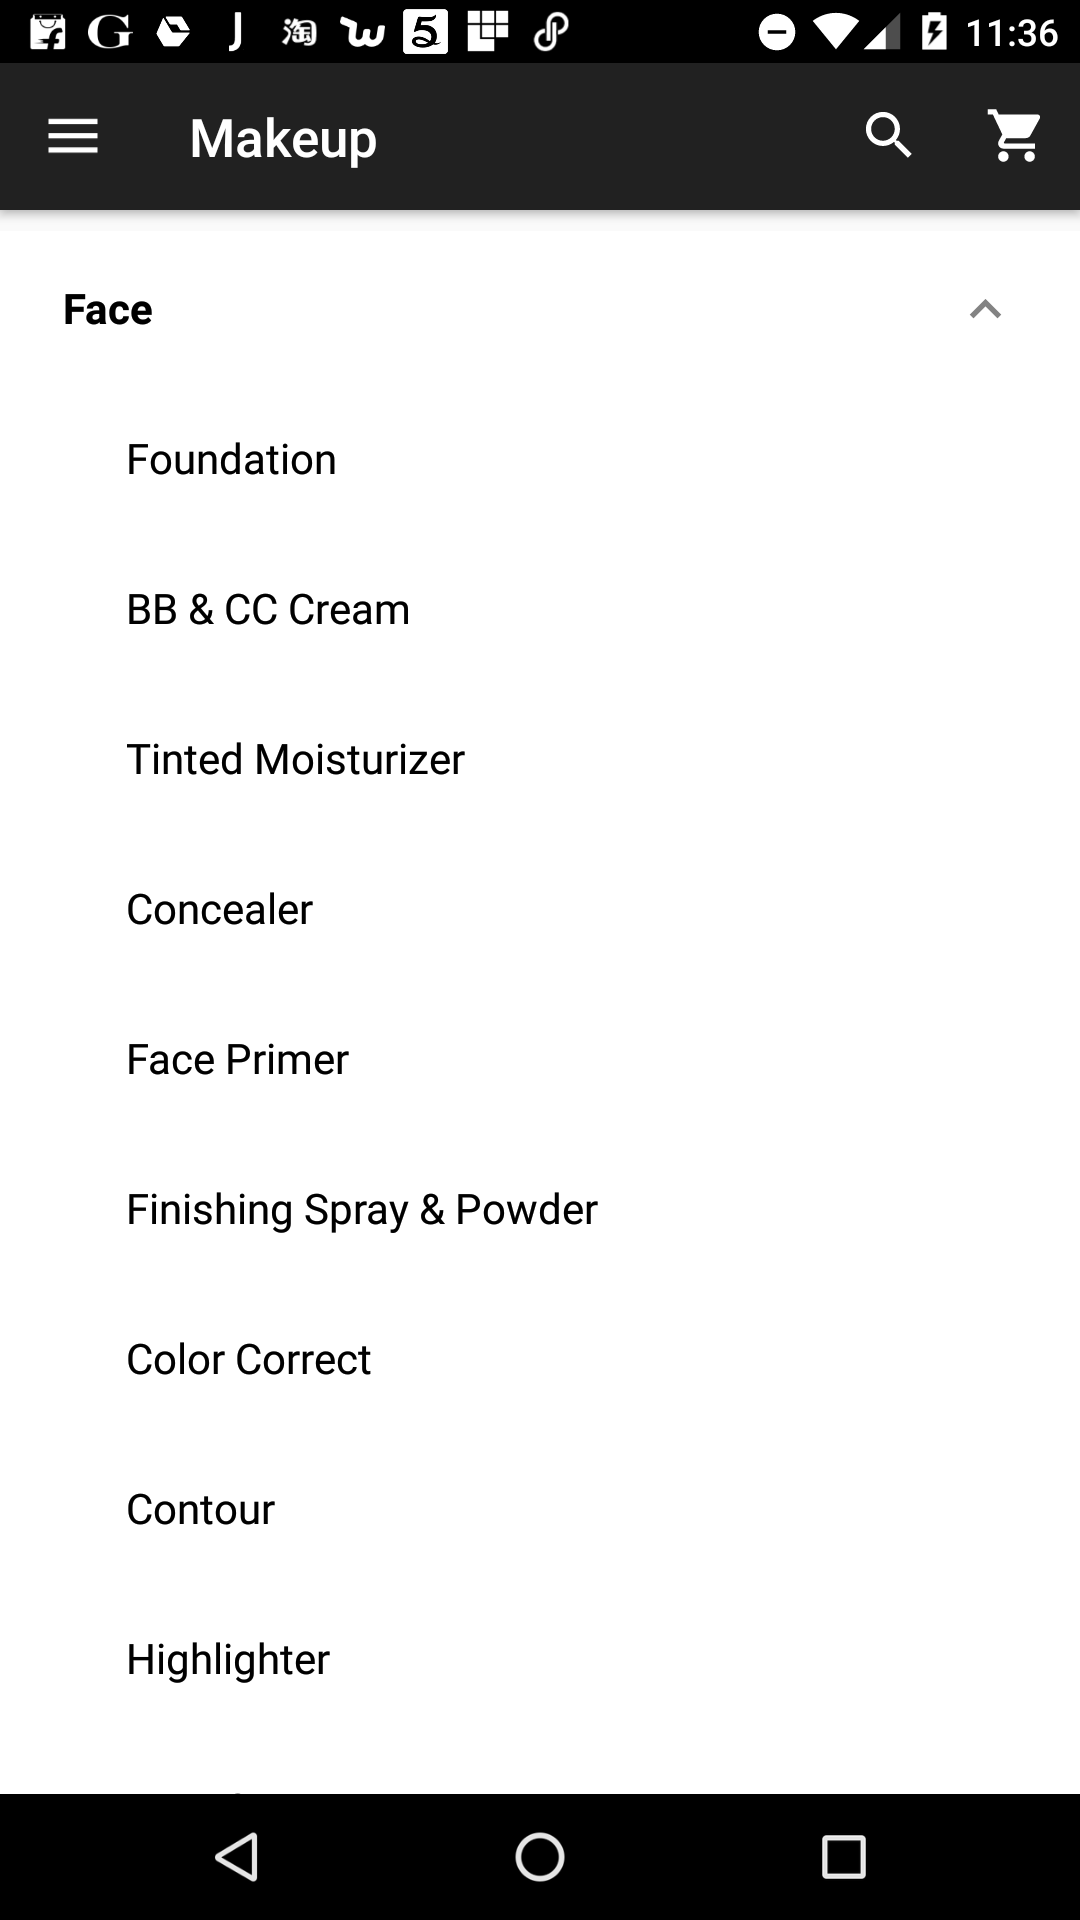 G J 淘 w 5 11:36
Makeup
Face
Foundation
BB & CC Cream
Tinted Moisturizer
Concealer
Face Primer
Finishing Spray & Powder
Color Correct
Contour
Highlighter